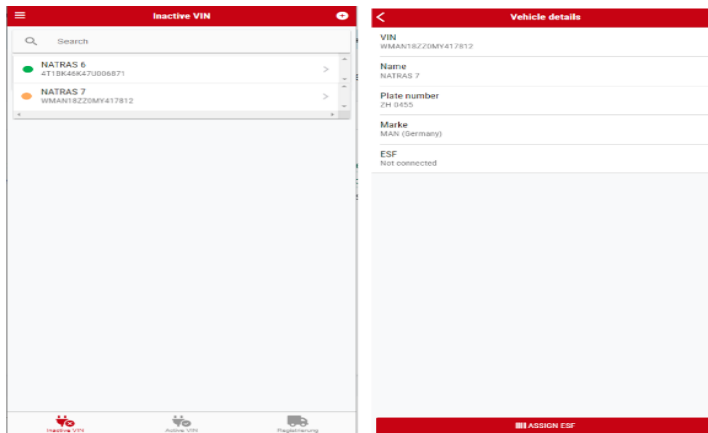 Inactive VIN
Search
NATRAS 6
4T1BK46K47U006871
NATRAS 7
WMAN18ZZ0MY417812
Inactive VIN
Active VIN
Registrierung
Vehicle details
VIN
WMAN18ZZ0MY417812
Name
NATRAS 7
Plate number
ZH 0455
Marke
MAN (Germany)
ESF
Not connected
ASSIGN ESF